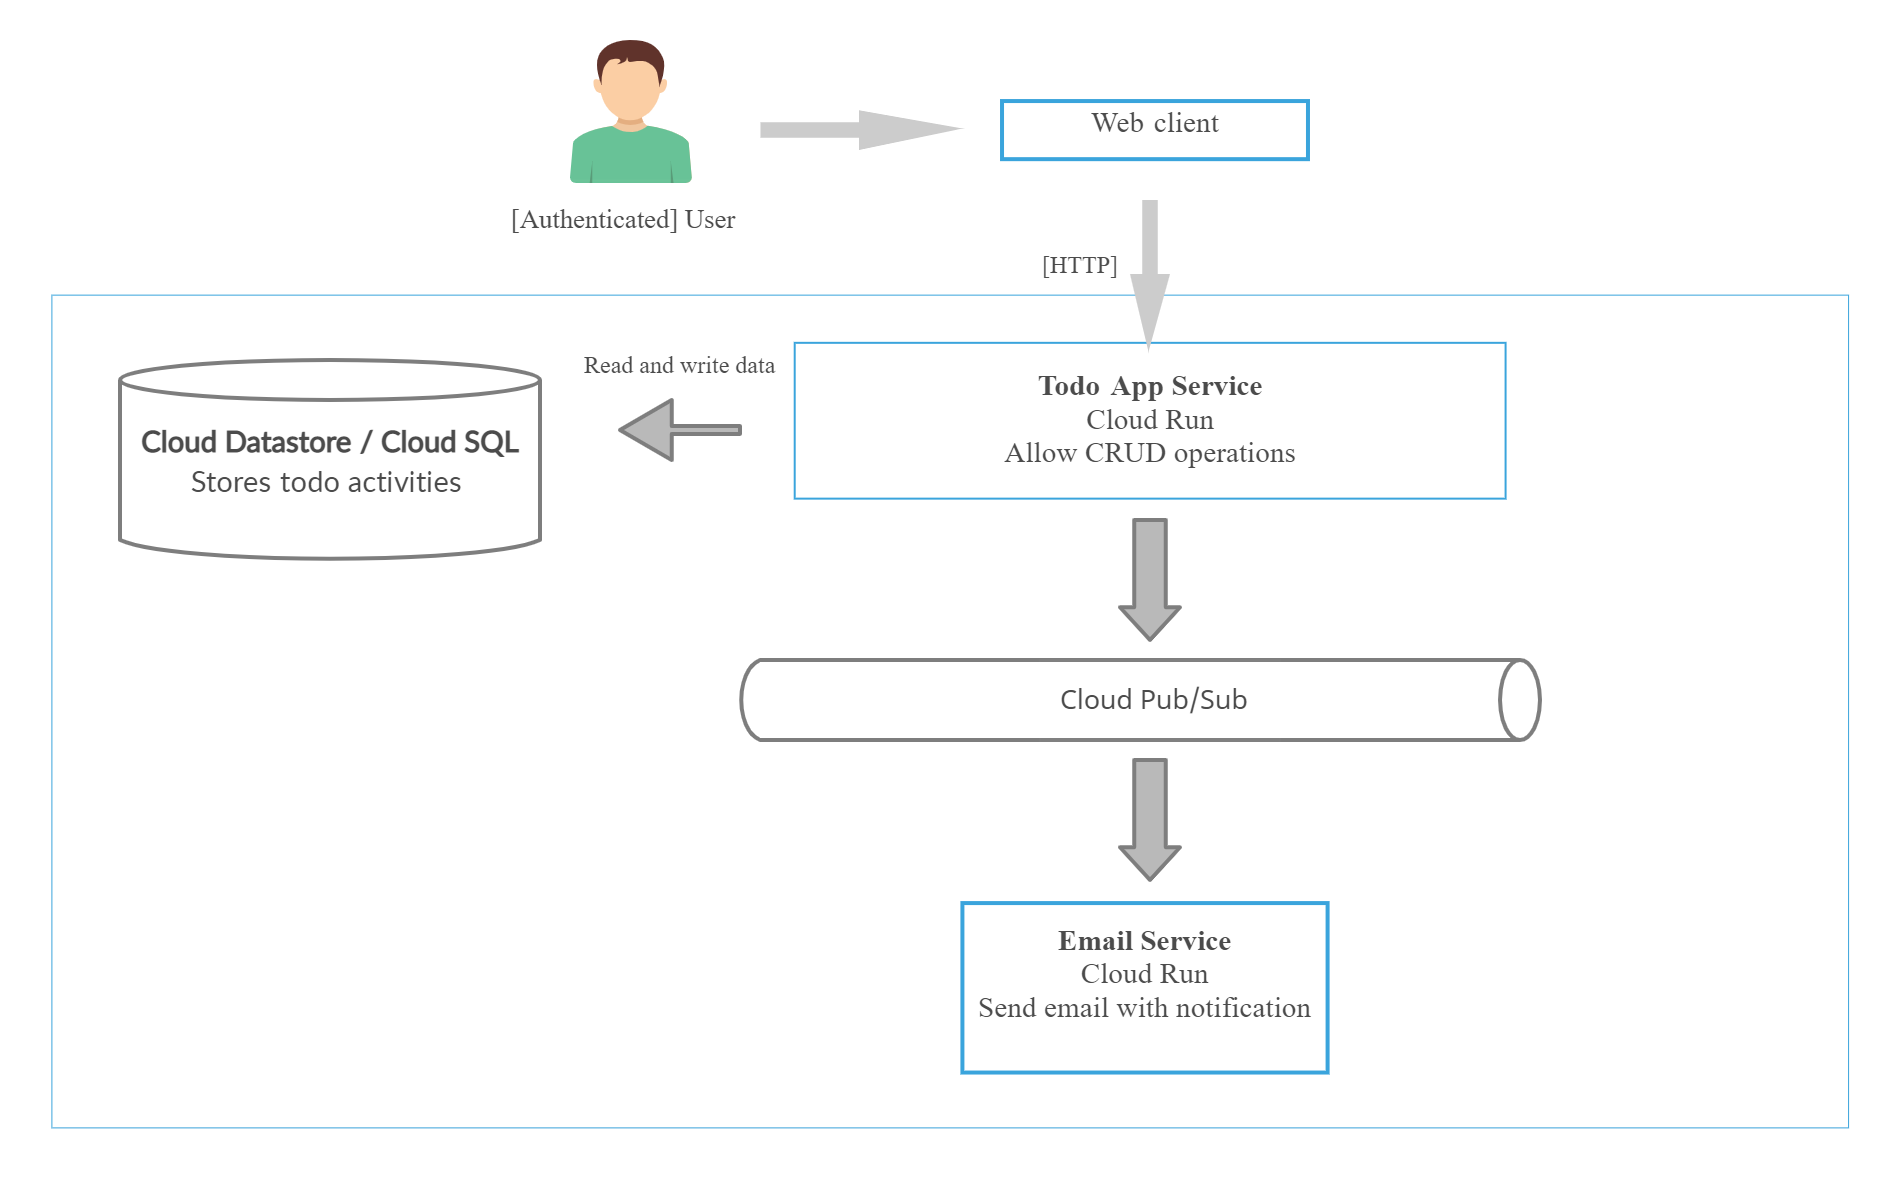 Web client
[Authenticated] User
[HTTP]
Read and write data
Todo App Service
Cloud Run
Allow CRUD operations
Cloud Datastore / Cloud SQL
Stores todo activities
Cloud Pub/Sub
Email Service
Cloud Run
Send email with notification